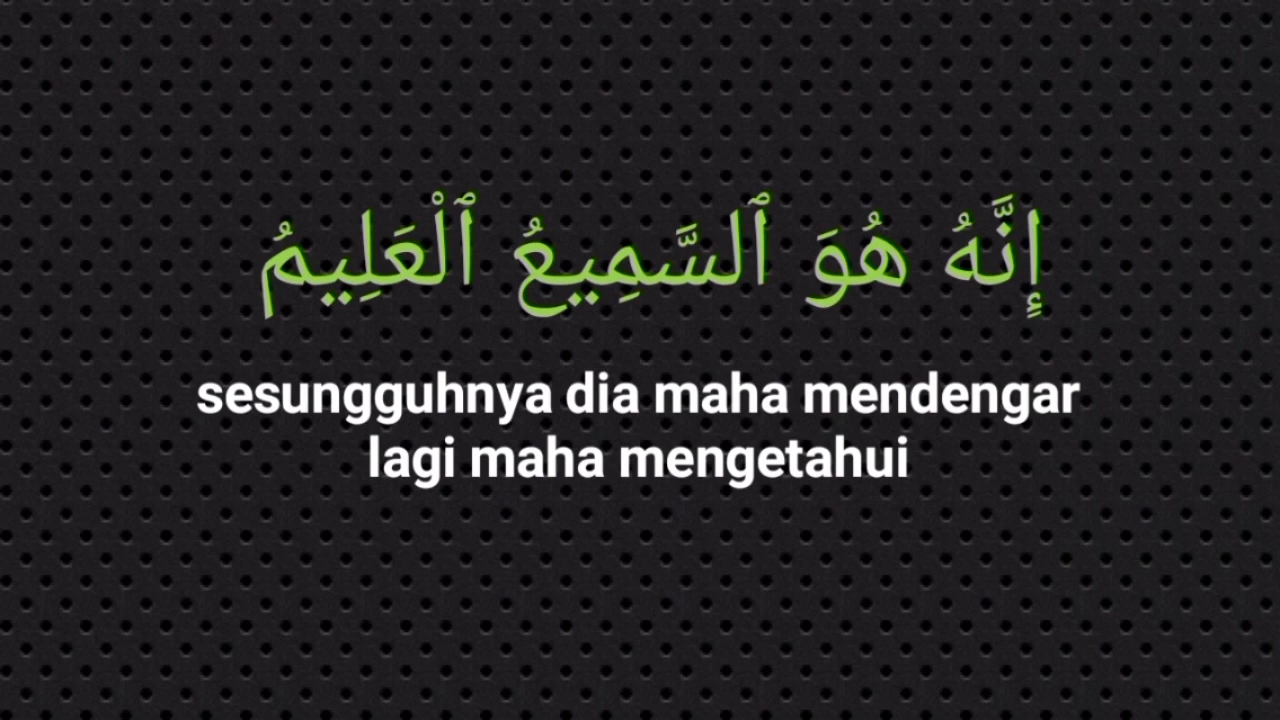 إِنَّهُ هُوَ ٱلسَّمِيعُ ٱلْعَلِيمُ
sesungguhnya dia maha mendengar
lagi maha mengetahui